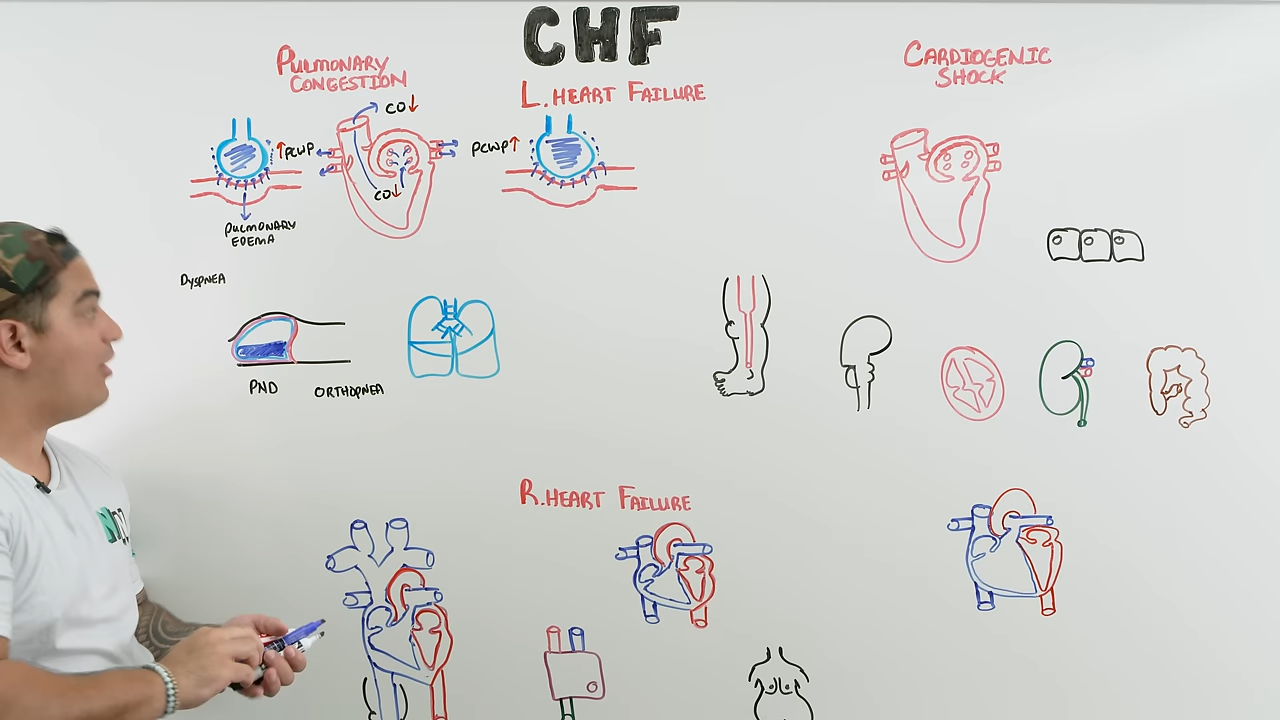 CHF
PULMONARY
CONGESTION
L. HEART FAILURE
CARDIOGENIC
SHOCK
CO↓
↑PCWP
PCWP↑
CO↓
PULMONARY
EDEMA
DYSPNEA
PND
ORTHOPNEA
R. HEART FAILURE